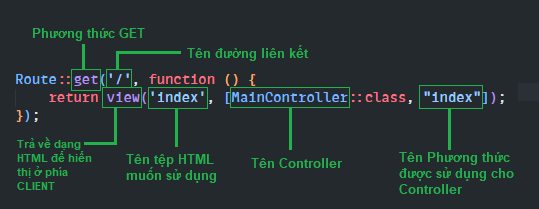 Phương thức GET
Tên đường liên kết
Route::get('/', function () {
return view('index', [MainController::class, "index"]);
});
Trả về dạng
HTML để hiển
thị ở phía
CLIENT
Tên tệp HTML
muốn sử dụng
Tên Controller
Tên Phương thức
được sử dụng cho
Controller